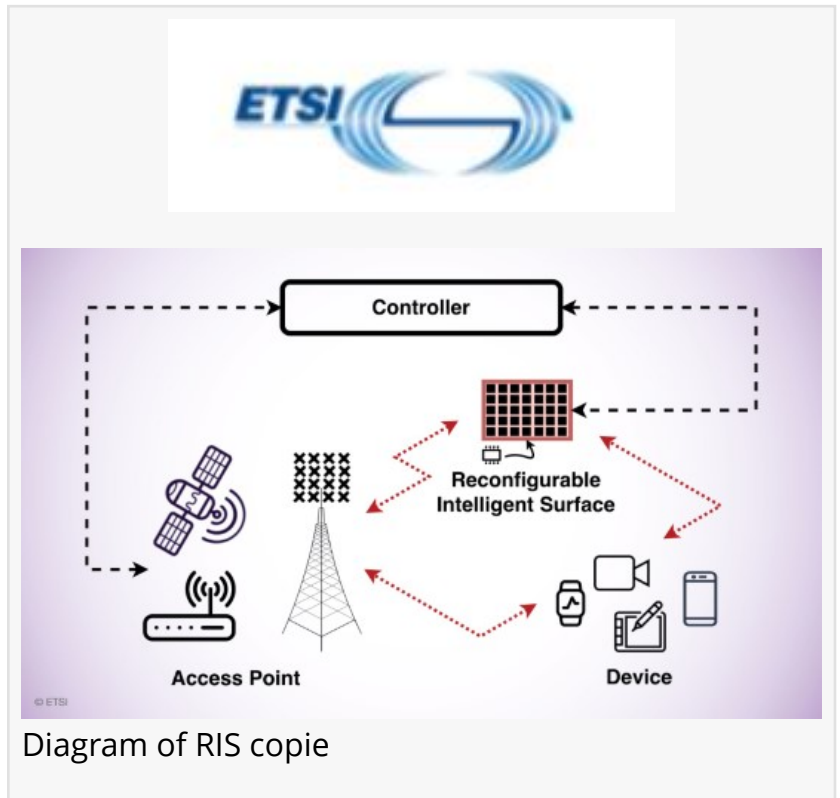 ETSI
Controller
Reconfigurable
Intelligent Surface
Access Point
Device
© ETSI
Diagram of RIS copie